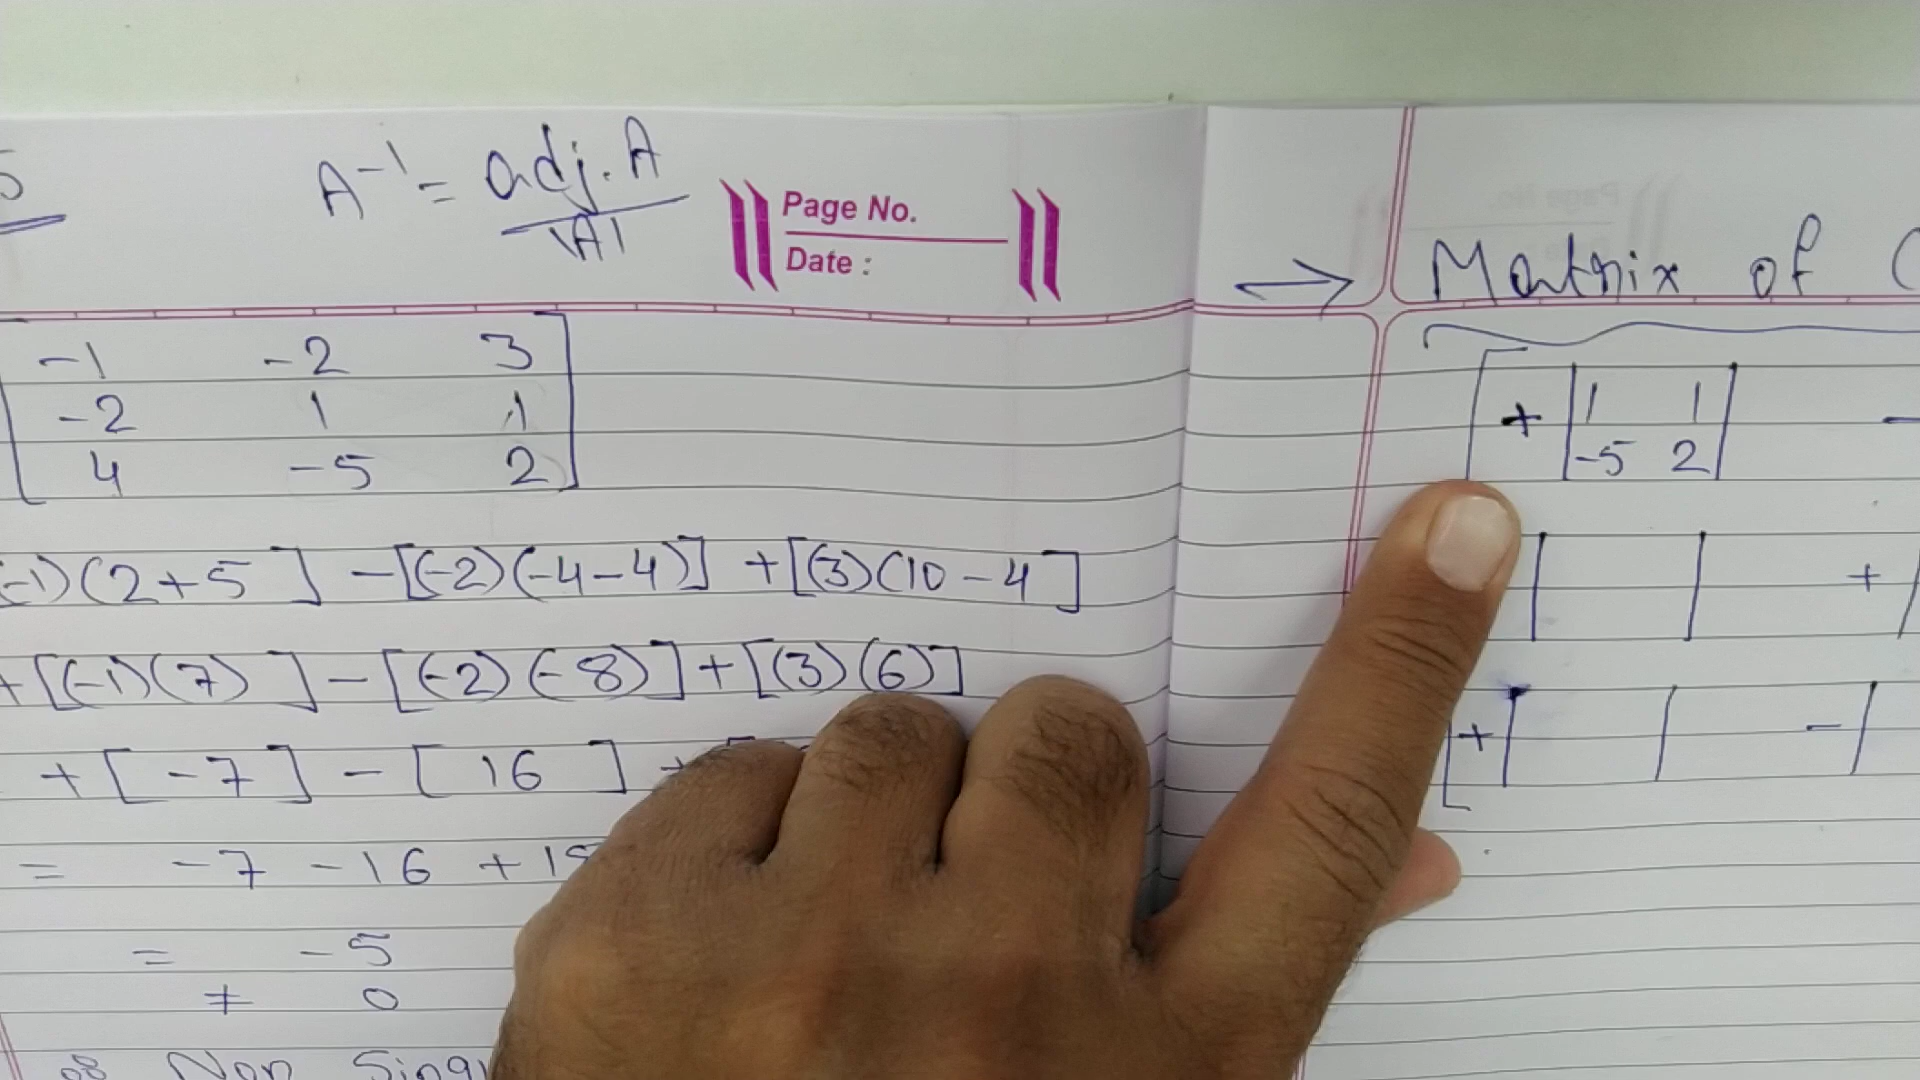 5 A⁻¹ = adj. A
|A|
Page No.
Date :
-1 -2 3
-2 1 1
4 -5 2
(-1)(2+5] -[(-2)(-4-4)] +[(3)(10-4]
+[(-1)(7)] -[(-2)(-8)]+[(3)(6)]
+[-7] -[16] +[
= -7 -16 +18
= -5
≠ 0
Non
→ Matrix of
+ |1 1| -
|-5 2|
| | +|
+| | -|